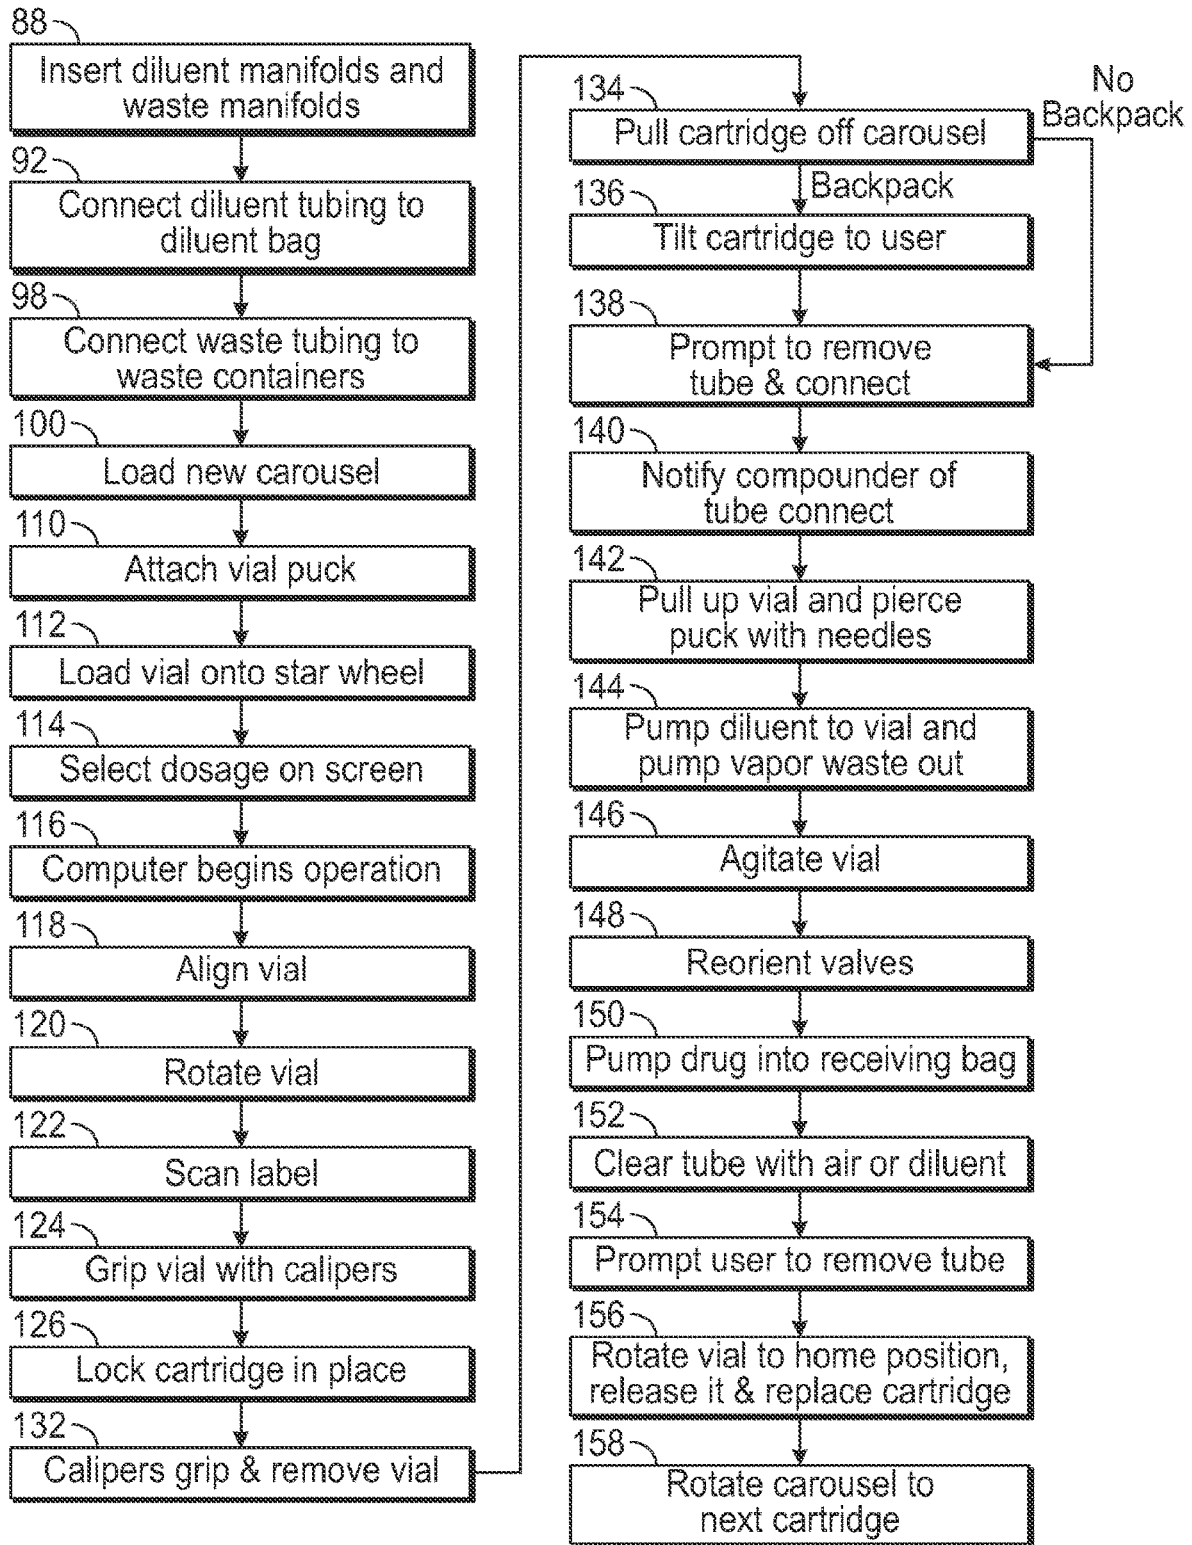 88
Insert diluent manifolds and
waste manifolds
92
Connect diluent tubing to
diluent bag
98
Connect waste tubing to
waste containers
100
Load new carousel
110
Attach vial puck
112
Load vial onto star wheel
114
Select dosage on screen
116
Computer begins operation
118
Align vial
120
Rotate vial
122
Scan label
124
Grip vial with calipers
126
Lock cartridge in place
132
Calipers grip & remove vial
134
Pull cartridge off carousel
No
Backpack
Backpack
136
Tilt cartridge to user
138
Prompt to remove
tube & connect
140
Notify compounder of
tube connect
142
Pull up vial and pierce
puck with needles
144
Pump diluent to vial and
pump vapor waste out
146
Agitate vial
148
Reorient valves
150
Pump drug into receiving bag
152
Clear tube with air or diluent
154
Prompt user to remove tube
156
Rotate vial to home position,
release it & replace cartridge
158
Rotate carousel to
next cartridge